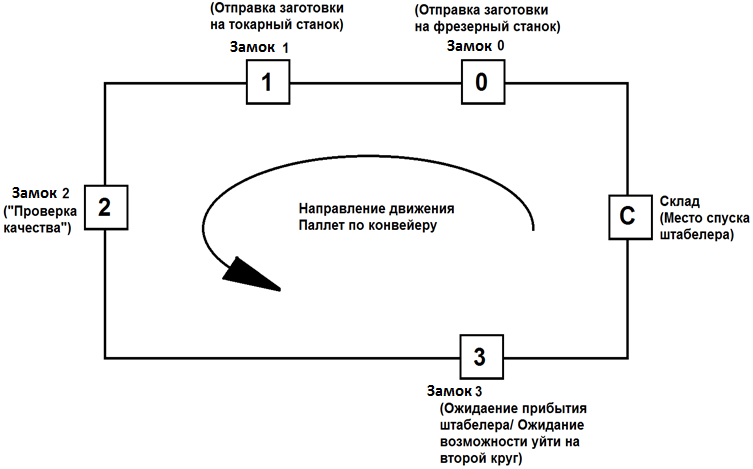 (Отправка заготовки
на токарный станок)
Замок 1
1
(Отправка заготовки
на фрезерный станок)
Замок 0
0
Замок 2
("Проверка
качества")
2
Направление движения
Паллет по конвейеру
С
Склад
(Место спуска
штабелера)
3
Замок 3
(Ожидаение прибытия
штабелера/ Ожидание
возможности уйти на
второй круг)